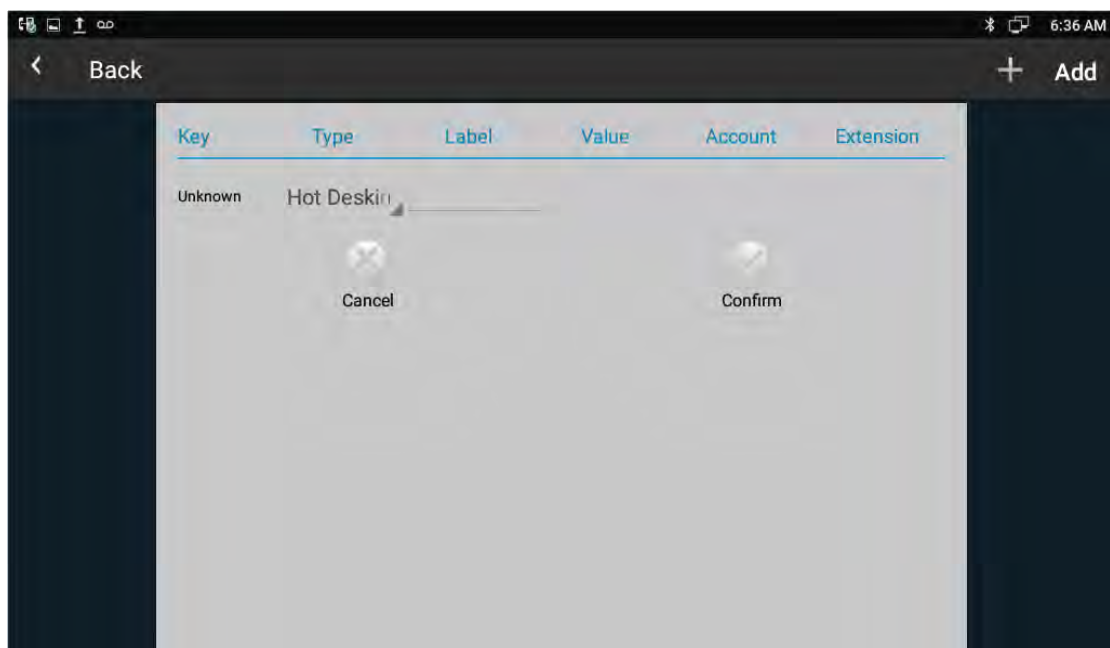 6:36 AM
Back
Add
Key Type Label Value Account Extension
Unknown Hot Deskin
Cancel Confirm